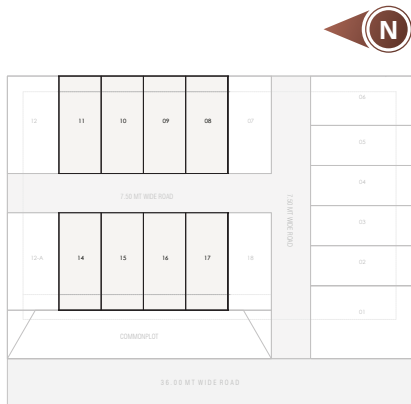 N
06
12 11 10 09 08 07
05
04
7.50 MT WIDE ROAD
7.50 MT WIDE ROAD
03
12-A 14 15 16 17 18
02
01
COMMONPLOT
36.00 MT WIDE ROAD